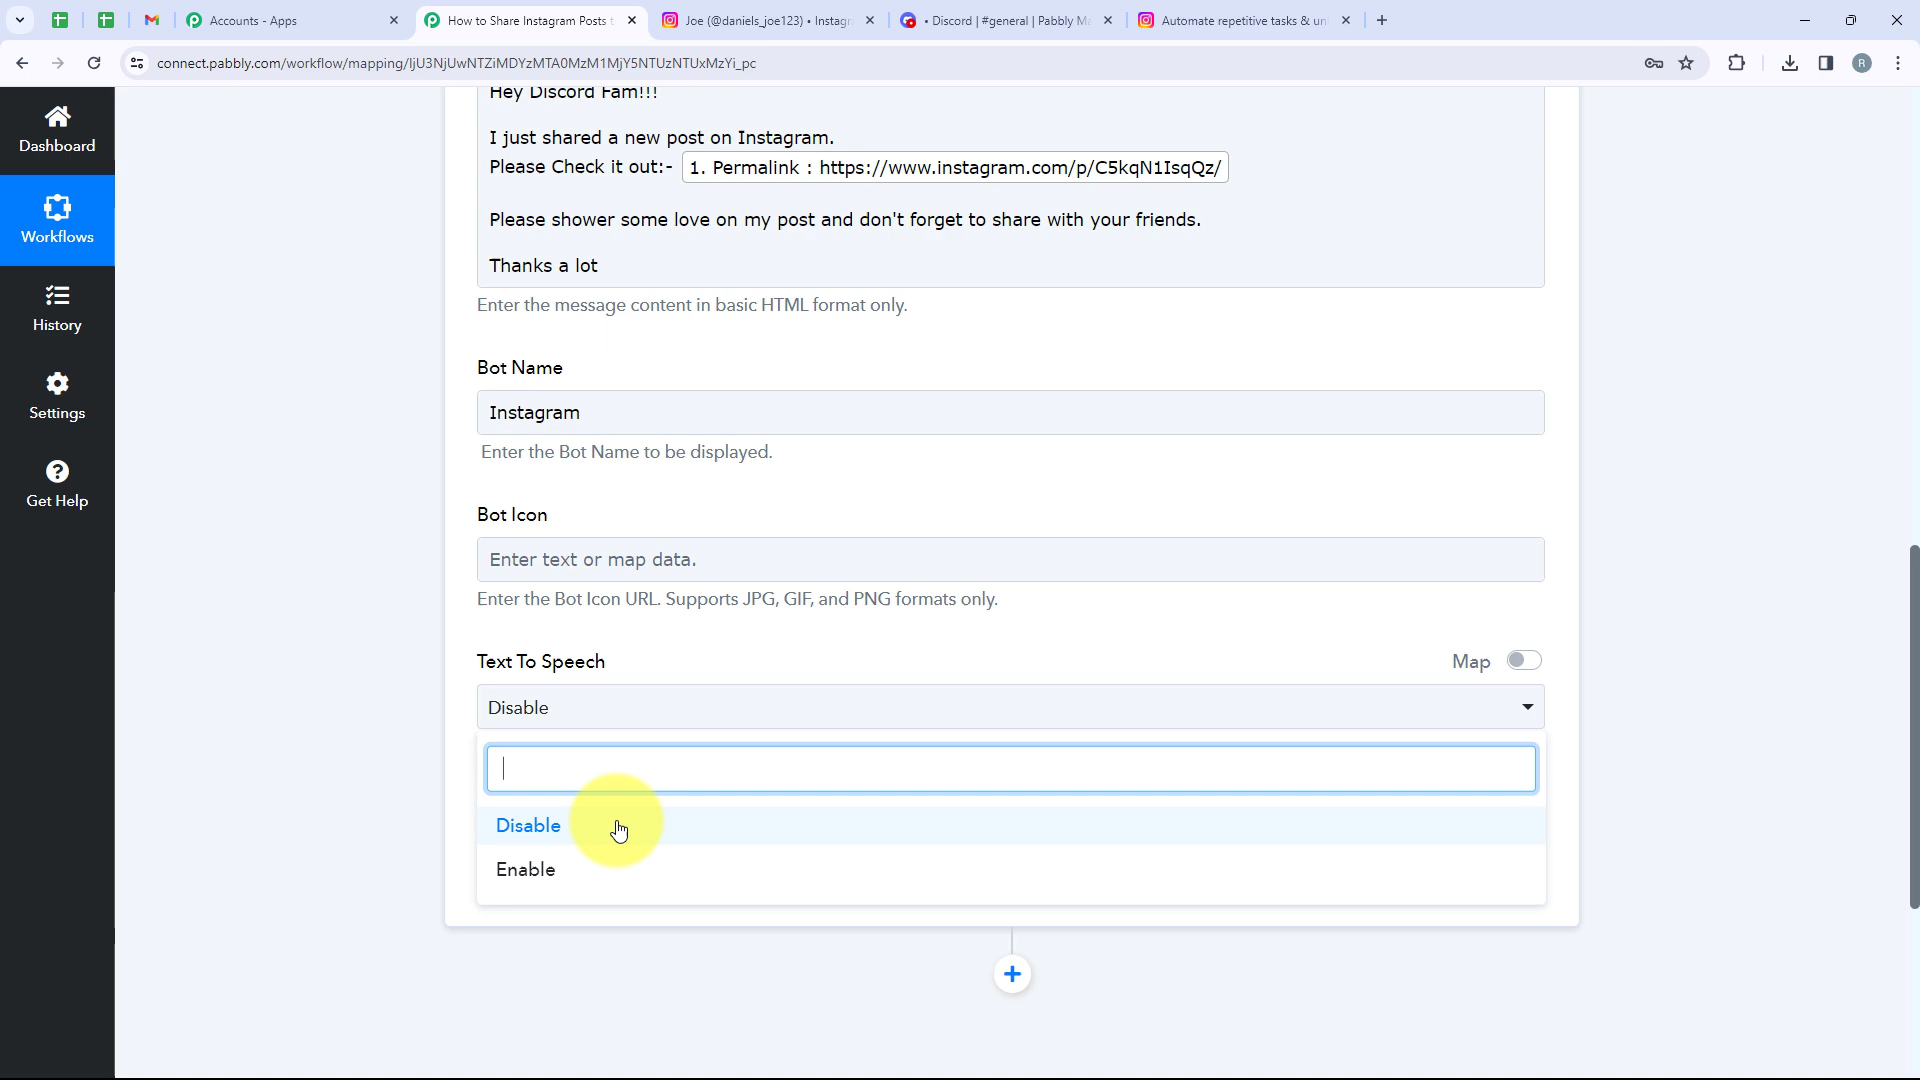 Accounts - Apps
How to Share Instagram Posts t
Joe (@daniels_joe123) • Instagr
• Discord | #general | Pabbly M
Automate repetitive tasks & un
connect.pabbly.com/workflow/mapping/IjU3NjUwNTZiMDYzMTA0MzM1MjY5NTUzNTUxMzYi_pc
R
Dashboard
Workflows
History
Settings
Get Help
Hey Discord Fam!!!
I just shared a new post on Instagram.
Please Check it out:- 1. Permalink : https://www.instagram.com/p/C5kqN1IsqQz/
Please shower some love on my post and don't forget to share with your friends.
Thanks a lot
Enter the message content in basic HTML format only.
Bot Name
Instagram
Enter the Bot Name to be displayed.
Bot Icon
Enter text or map data.
Enter the Bot Icon URL. Supports JPG, GIF, and PNG formats only.
Text To Speech Map
Disable
Disable
Enable